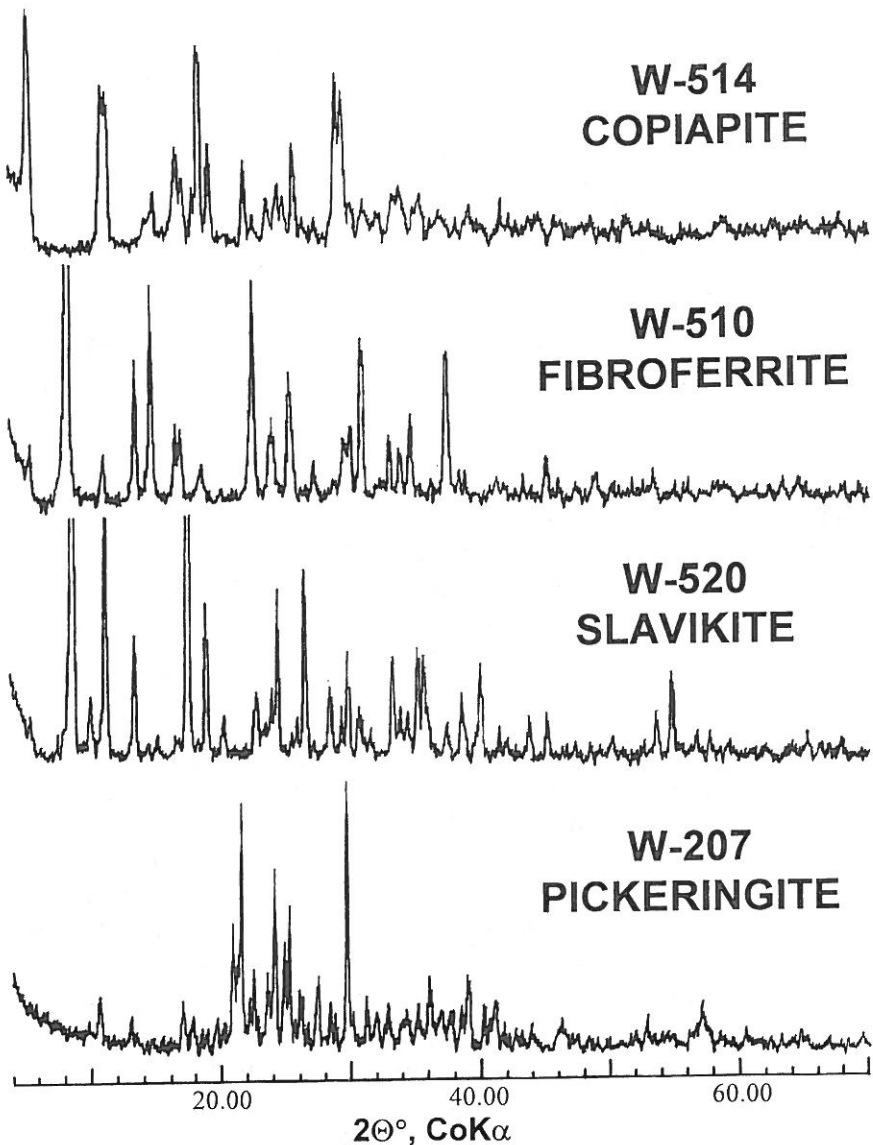 W-514
COPIAPITE
W-510
FIBROFERRITE
W-520
SLAVIKITE
W-207
PICKERINGITE
20.00
40.00
60.00
2Θ°, CoKα